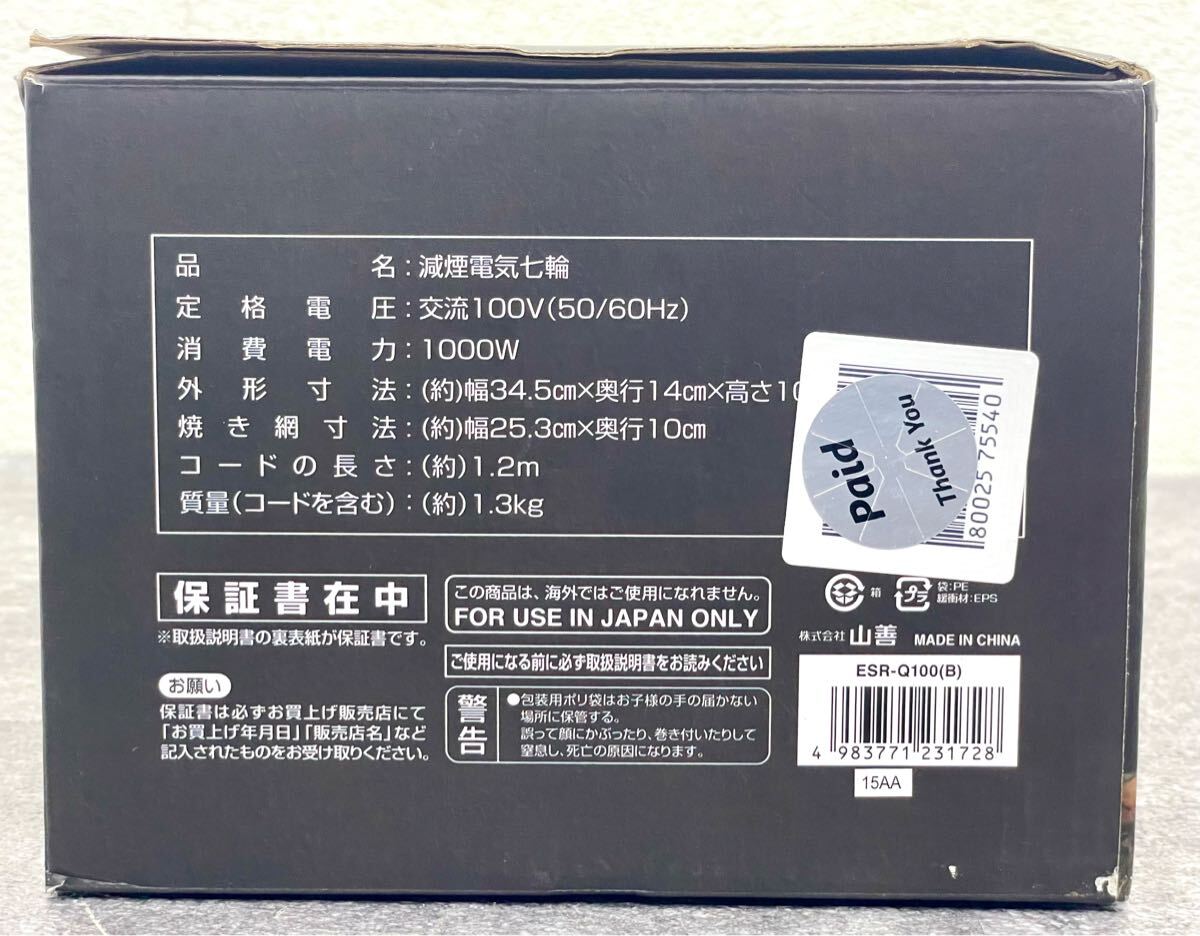 品名：減煙電気七輪
定格電圧：交流100V(50/60Hz)
消費電力：1000W
外形寸法：(約)幅34.5㎝×奥行14㎝×高さ10
焼き網寸法：(約)幅25.3㎝×奥行10㎝
コードの長さ：(約)1.2m
質量(コードを含む)：(約)1.3kg
80025 75540
Paid
Thank You
保証書在中
※取扱説明書の裏表紙が保証書です。
お願い
保証書は必ずお買上げ販売店にて
「お買上げ年月日」「販売店名」など
記入されたものをお受け取りください。
この商品は、海外ではご使用になれません。
FOR USE IN JAPAN ONLY
ご使用になる前に必ず取扱説明書をお読みください
警告
●包装用ポリ袋はお子様の手の届かない
場所に保管する。
誤って顔にかぶったり、巻き付いたりして
窒息し、死亡の原因になります。
箱
プラ
袋:PE
緩衝材:EPS
株式会社 山善 MADE IN CHINA
ESR-Q100(B)
4 983771 231728
15AA